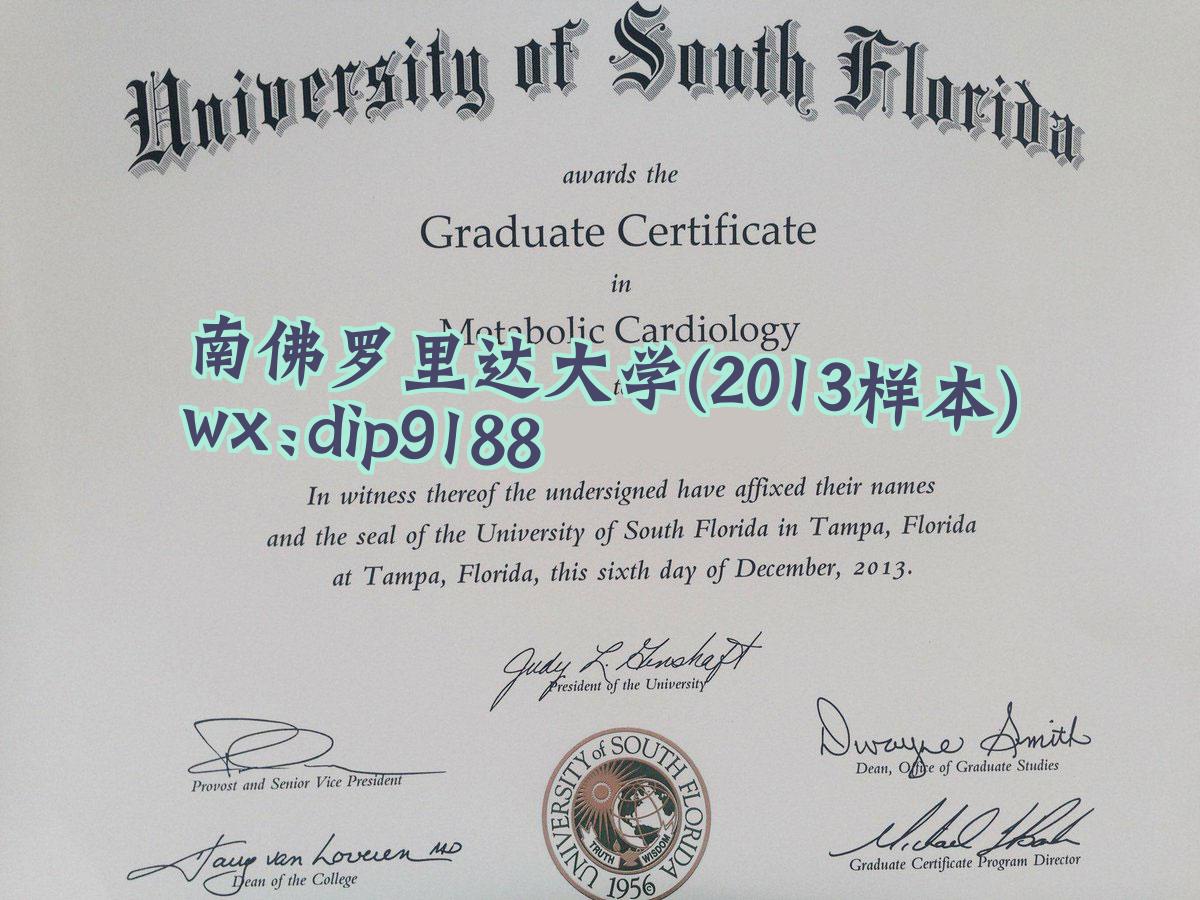 University of South Florida
awards the
Graduate Certificate
in
Metabolic Cardiology
南佛罗里达大学(2013样本)
wx:dip9188
In witness thereof the undersigned have affixed their names
and the seal of the University of South Florida in Tampa, Florida
at Tampa, Florida, this sixth day of December, 2013.
Judy L. Genshaft
President of the University
Provost and Senior Vice President
Dwayne Smith
Dean, Office of Graduate Studies
Dean of the College
Graduate Certificate Program Director
UNIVERSITY of SOUTH FLORIDA
TRUTH WISDOM
1956